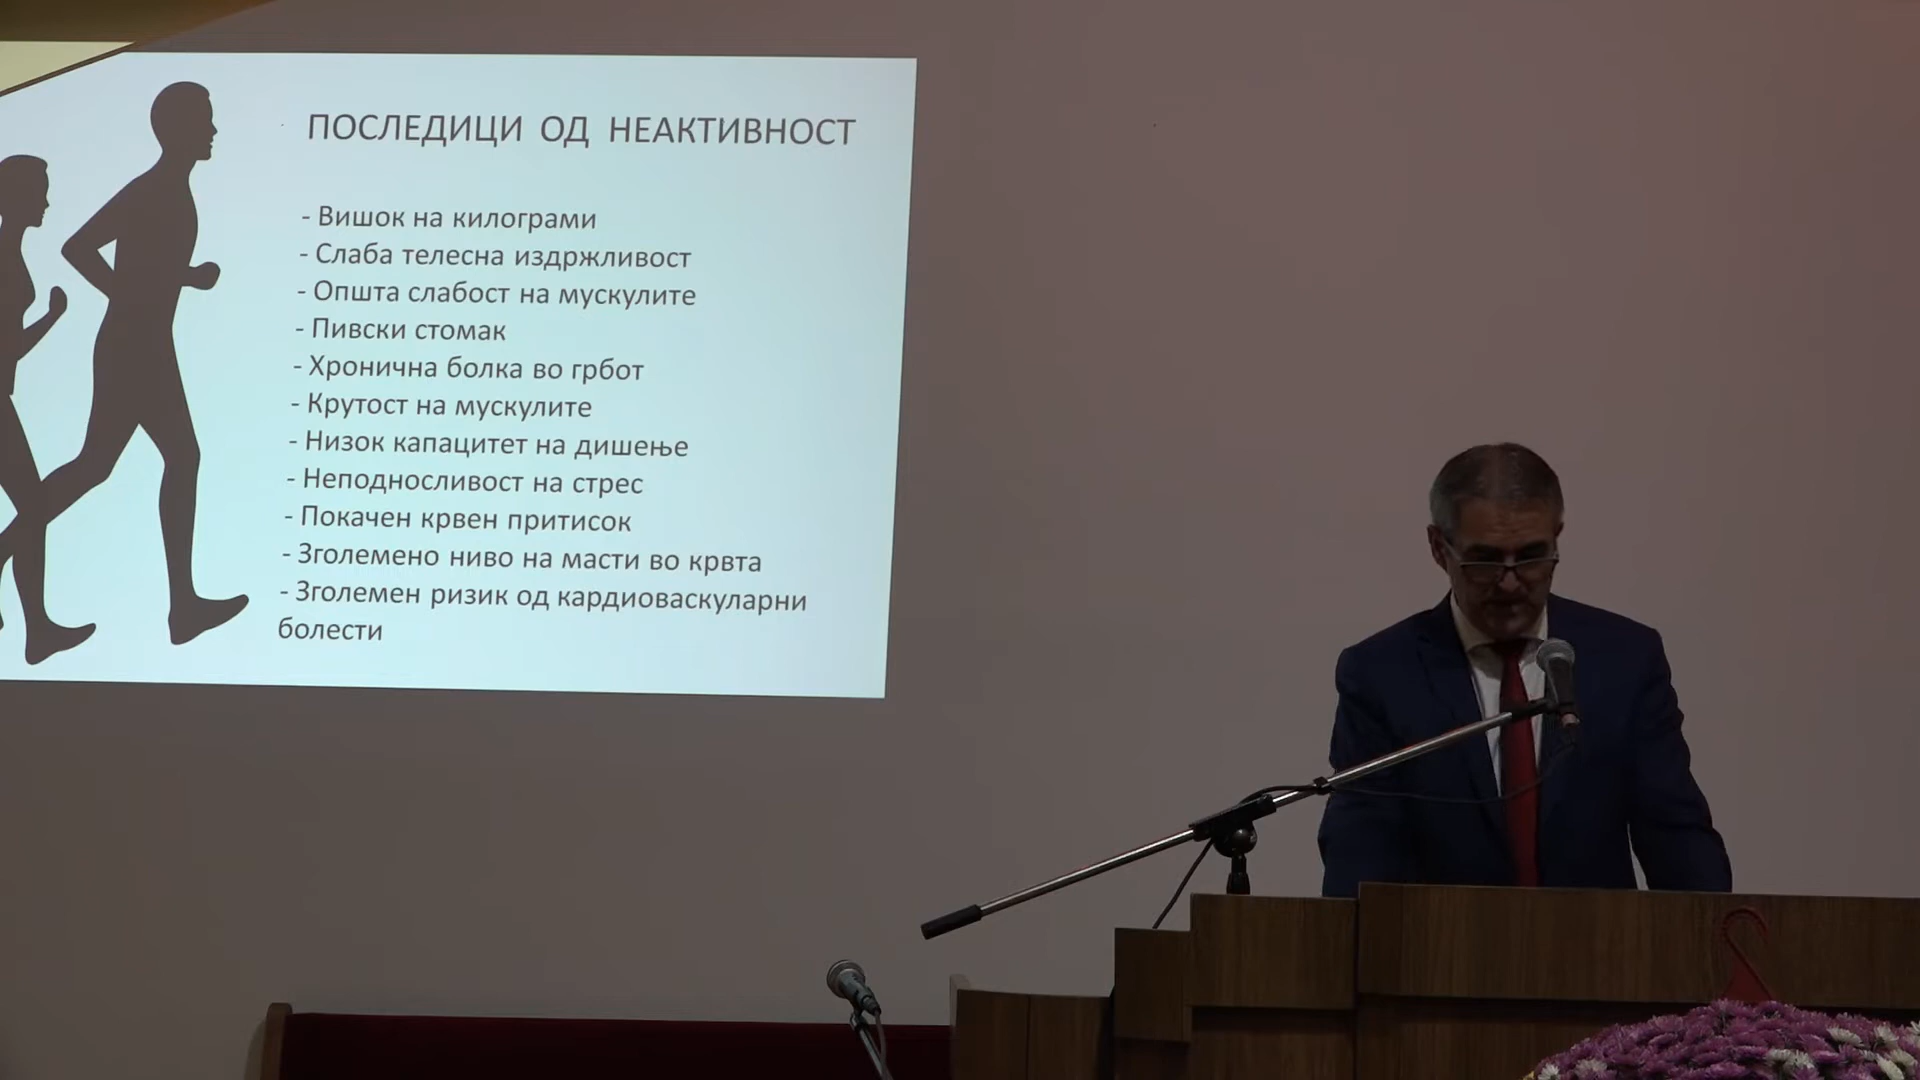 ПОСЛЕДИЦИ ОД НЕАКТИВНОСТ
- Вишок на килограми
- Слаба телесна издржливост
- Општа слабост на мускулите
- Пивски стомак
- Хронична болка во грбот
- Крутост на мускулите
- Низок капацитет на дишење
- Неподносливост на стрес
- Покачен крвен притисок
- Зголемено ниво на масти во крвта
- Зголемен ризик од кардиоваскуларни
болести